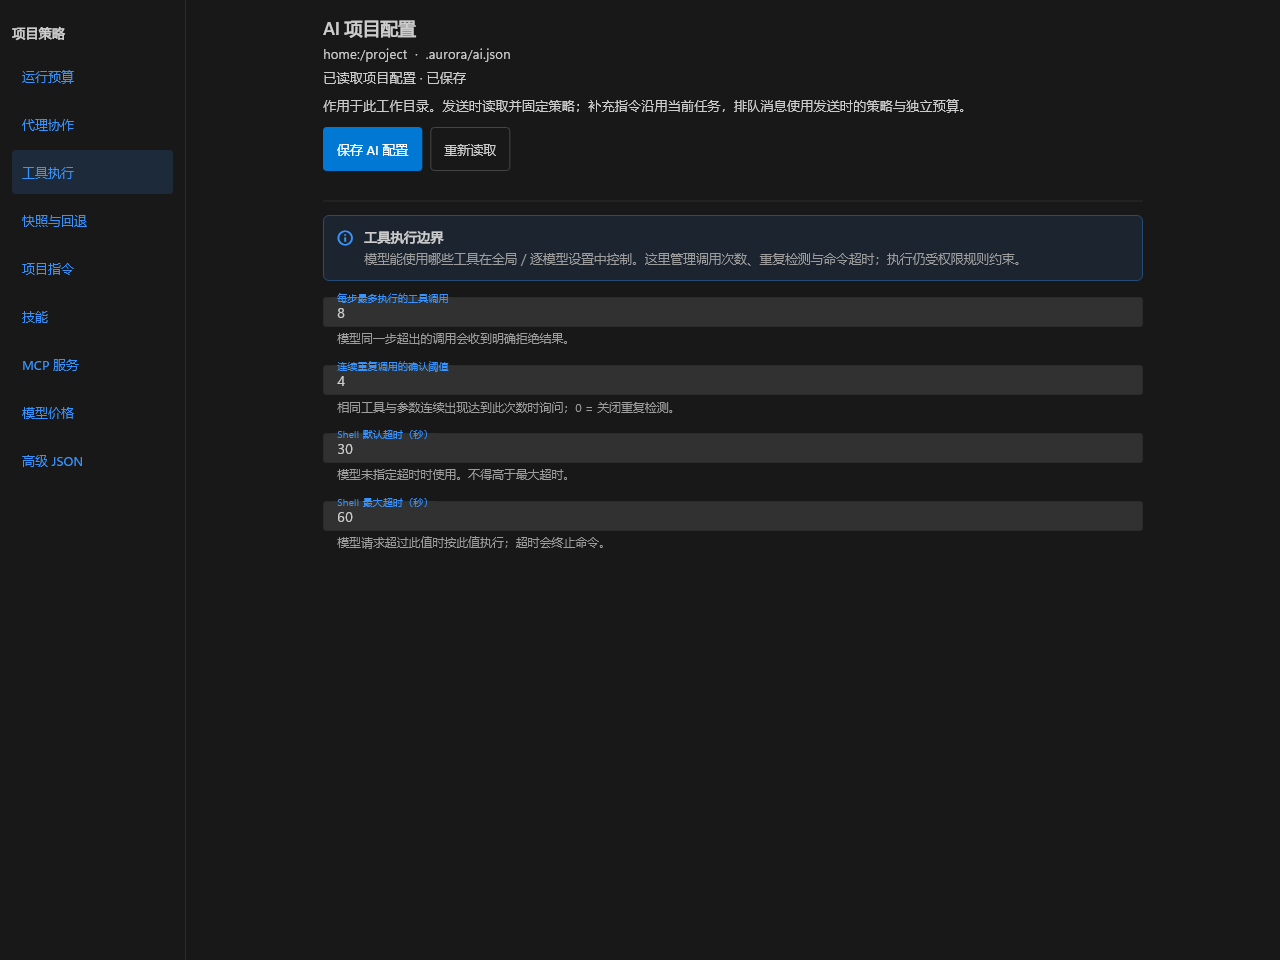 项目策略
运行预算
代理协作
工具执行
快照与回退
项目指令
技能
MCP 服务
模型价格
高级 JSON
AI 项目配置
home:/project · .aurora/ai.json
已读取项目配置 · 已保存
作用于此工作目录。发送时读取并固定策略；补充指令沿用当前任务，排队消息使用发送时的策略与独立预算。
保存 AI 配置
重新读取
工具执行边界
模型能使用哪些工具在全局 / 逐模型设置中控制。这里管理调用次数、重复检测与命令超时；执行仍受权限规则约束。
每步最多执行的工具调用
8
模型同一步超出的调用会收到明确拒绝结果。
连续重复调用的确认阈值
4
相同工具与参数连续出现达到此次数时询问；0 = 关闭重复检测。
Shell 默认超时（秒）
30
模型未指定超时时使用。不得高于最大超时。
Shell 最大超时（秒）
60
模型请求超过此值时按此值执行；超时会终止命令。